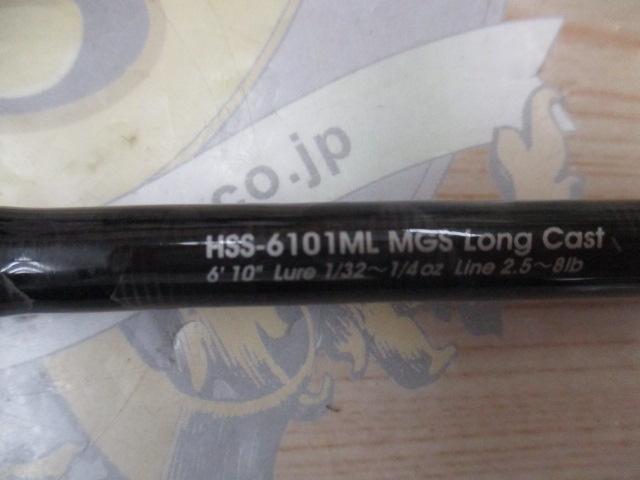 co.jp
HSS-6101ML MGS Long Cast
6'10" Lure 1/32~1/4oz Line 2.5~8lb